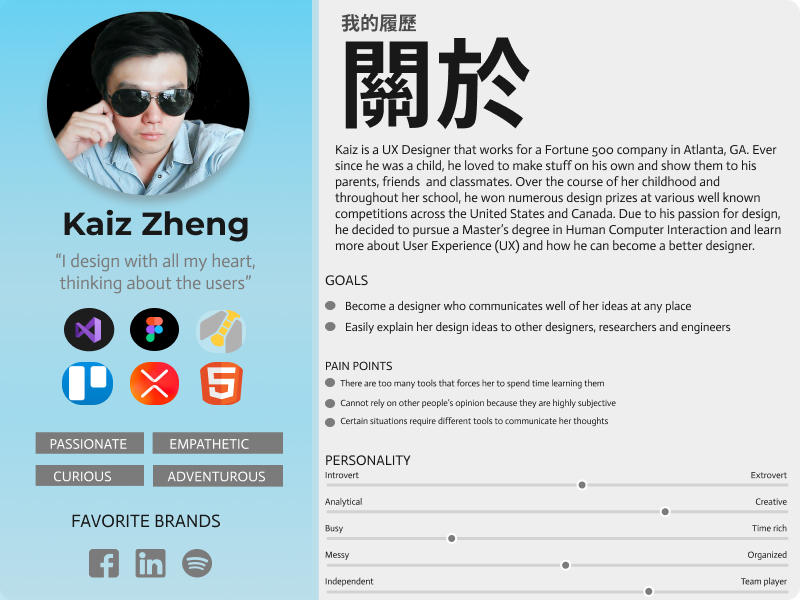 Kaiz Zheng
“I design with all my heart,
thinking about the users”
PASSIONATE
EMPATHETIC
CURIOUS
ADVENTUROUS
FAVORITE BRANDS
我的履歷
關於
Kaiz is a UX Designer that works for a Fortune 500 company in Atlanta, GA. Ever
since he was a child, he loved to make stuff on his own and show them to his
parents, friends  and classmates. Over the course of her childhood and
throughout her school, he won numerous design prizes at various well known
competitions across the United States and Canada. Due to his passion for design,
he decided to pursue a Master’s degree in Human Computer Interaction and learn
more about User Experience (UX) and how he can become a better designer.
GOALS
Become a designer who communicates well of her ideas at any place
Easily explain her design ideas to other designers, researchers and engineers
PAIN POINTS
There are too many tools that forces her to spend time learning them
Cannot rely on other people’s opinion because they are highly subjective
Certain situations require different tools to communicate her thoughts
PERSONALITY
Introvert Extrovert
Analytical Creative
Busy Time rich
Messy Organized
Independent Team player